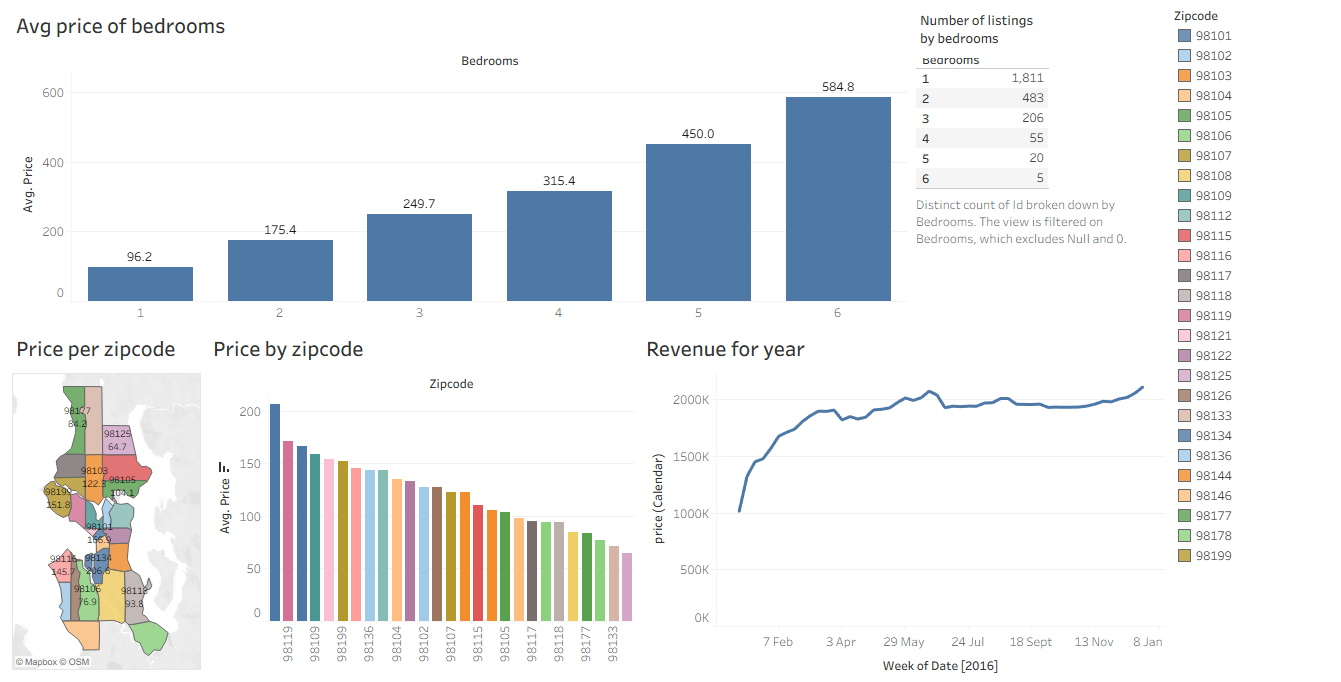 Avg price of bedrooms
Bedrooms
Avg. Price
600
400
200
0
96.2
175.4
249.7
315.4
450.0
584.8
1
2
3
4
5
6
Number of listings
by bedrooms
Bedrooms
1 1,811
2 483
3 206
4 55
5 20
6 5
Distinct count of Id broken down by
Bedrooms. The view is filtered on
Bedrooms, which excludes Null and 0.
Zipcode
98101
98102
98103
98104
98105
98106
98107
98108
98109
98112
98115
98116
98117
98118
98119
98121
98122
98125
98126
98133
98134
98136
98144
98146
98177
98178
98199
Price per zipcode
98177
84.2
98125
64.7
98103
122.3
98105
104.1
98199
151.8
98101
166.9
98116
145.7
98134
206.6
98106
76.9
98118
93.8
© Mapbox © OSM
Price by zipcode
Zipcode
Avg. Price
200
150
100
50
0
98119
98109
98199
98136
98104
98102
98107
98115
98105
98117
98118
98177
98133
Revenue for year
price (Calendar)
2000K
1500K
1000K
500K
0K
7 Feb
3 Apr
29 May
24 Jul
18 Sept
13 Nov
8 Jan
Week of Date [2016]